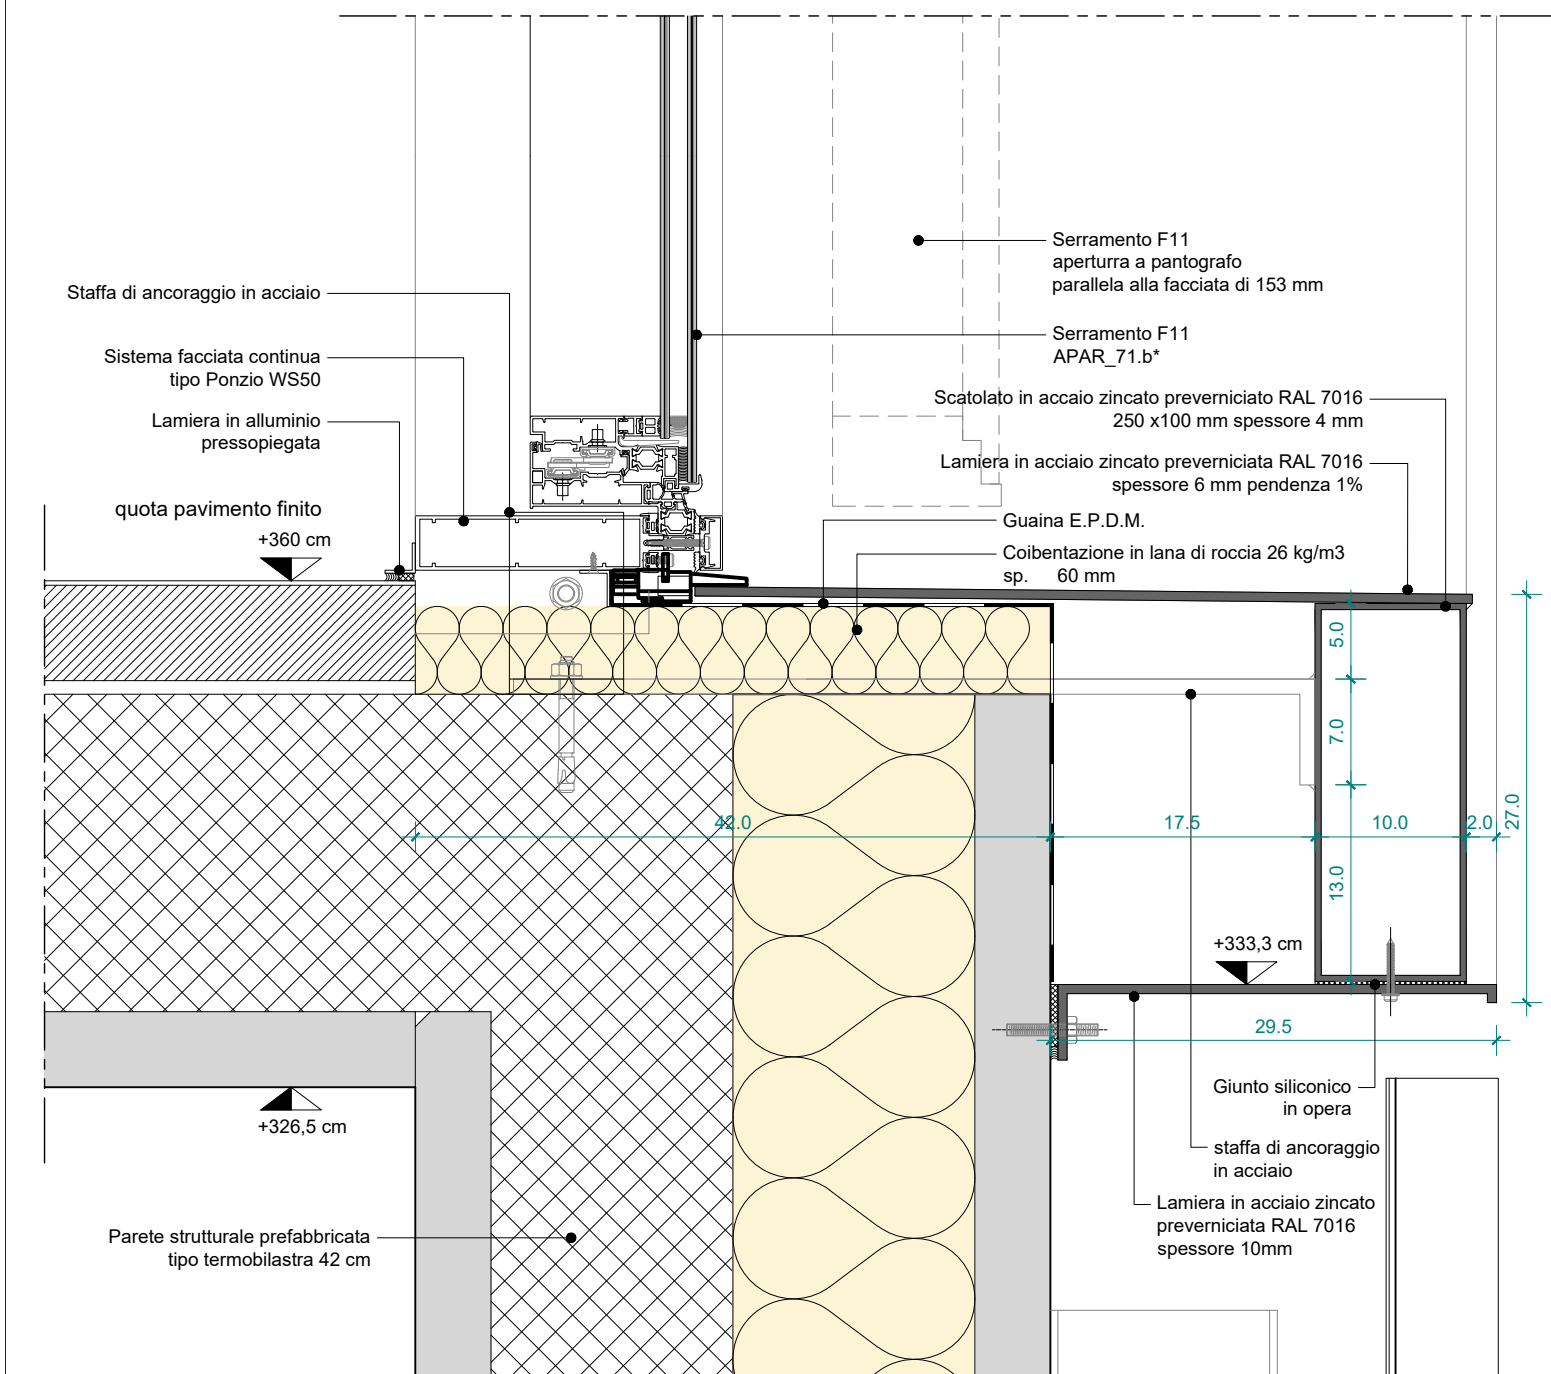 Serramento F11
aperturra a pantografo
parallela alla facciata di 153 mm
Staffa di ancoraggio in acciaio
Serramento F11
APAR_71.b*
Sistema facciata continua
tipo Ponzio WS50
Scatolato in accaio zincato preverniciato RAL 7016
250 x100 mm spessore 4 mm
Lamiera in alluminio
pressopiegata
Lamiera in acciaio zincato preverniciata RAL 7016
spessore 6 mm pendenza 1%
quota pavimento finito
+360 cm
Guaina E.P.D.M.
Coibentazione in lana di roccia 26 kg/m3
sp. 60 mm
5.0
7.0
13.0
27.0
42.0
17.5
10.0
2.0
+333,3 cm
29.5
+326,5 cm
Giunto siliconico
in opera
staffa di ancoraggio
in acciaio
Lamiera in acciaio zincato
preverniciata RAL 7016
spessore 10mm
Parete strutturale prefabbricata
tipo termobilastra 42 cm